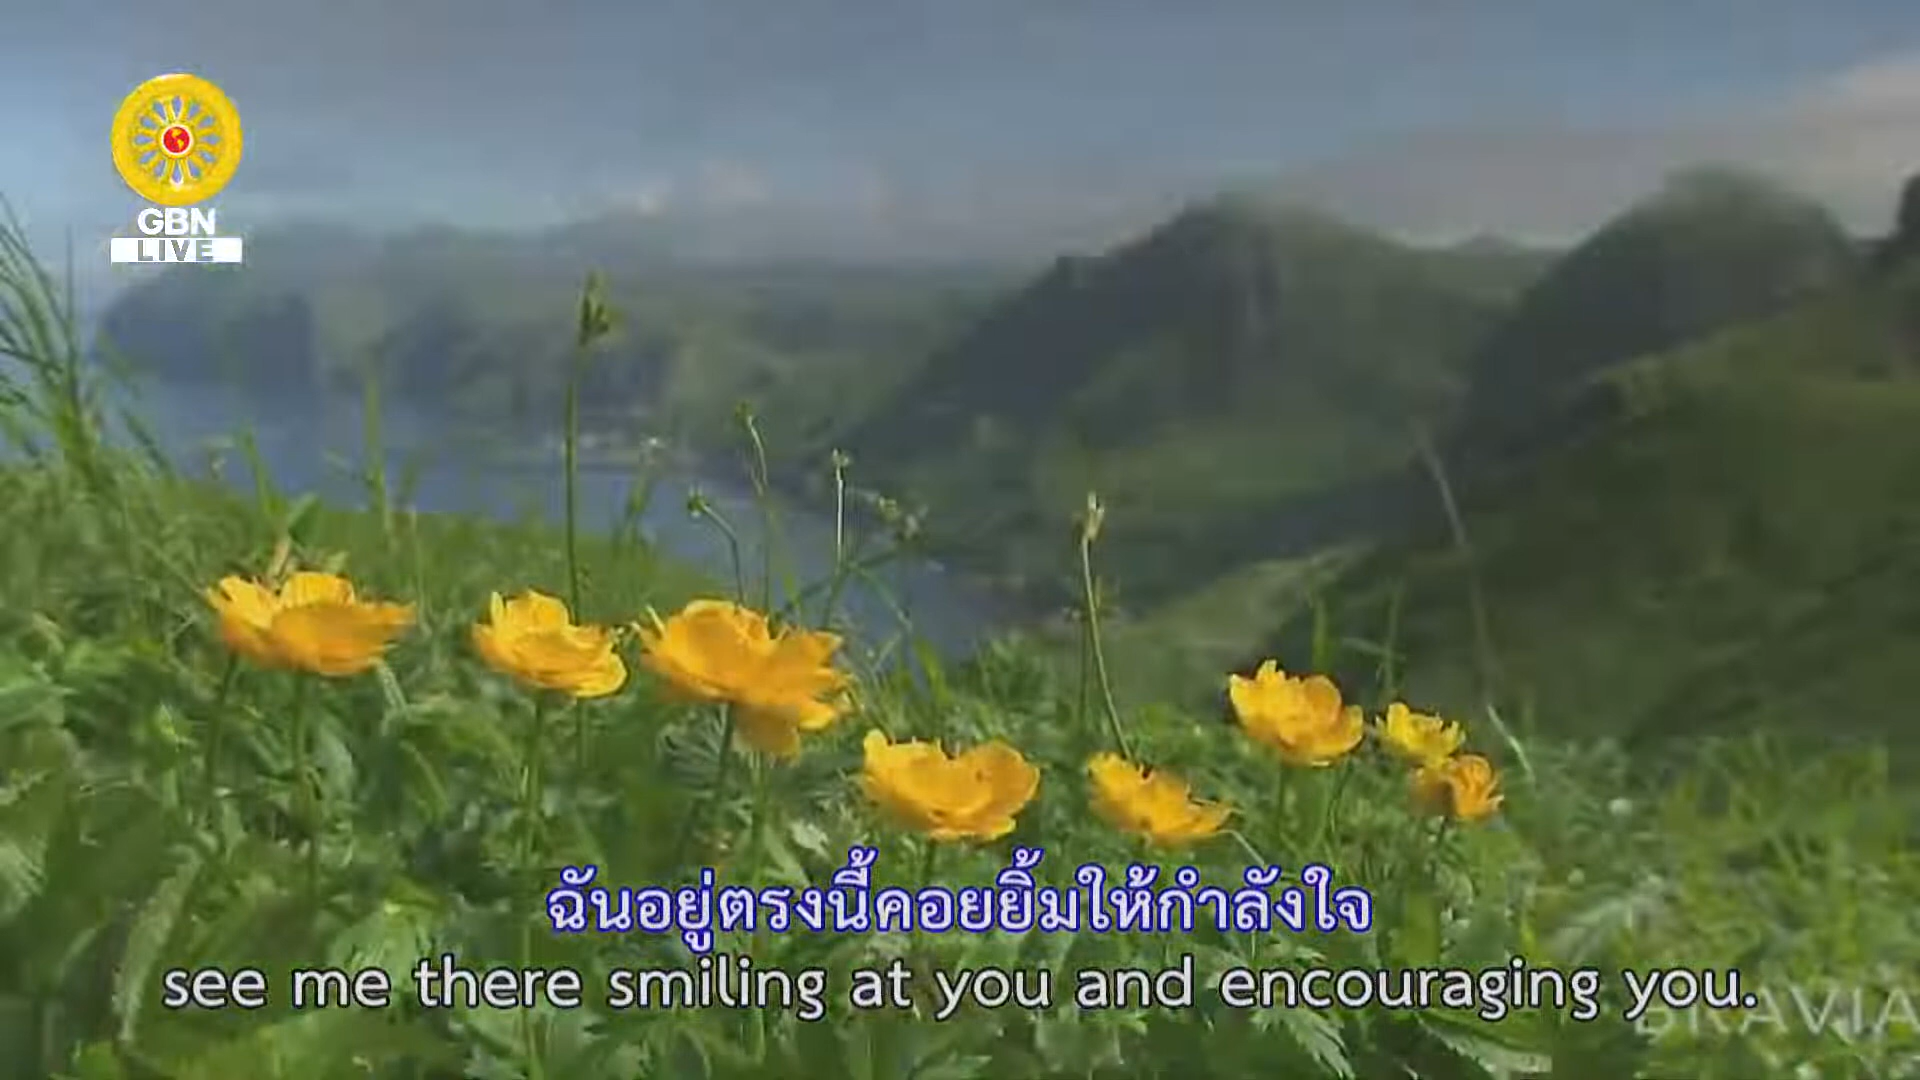 GBN
LIVE
ฉันอยู่ตรงนี้คอยยิ้มให้กำลังใจ
see me there smiling at you and encouraging you.
BRAVIA